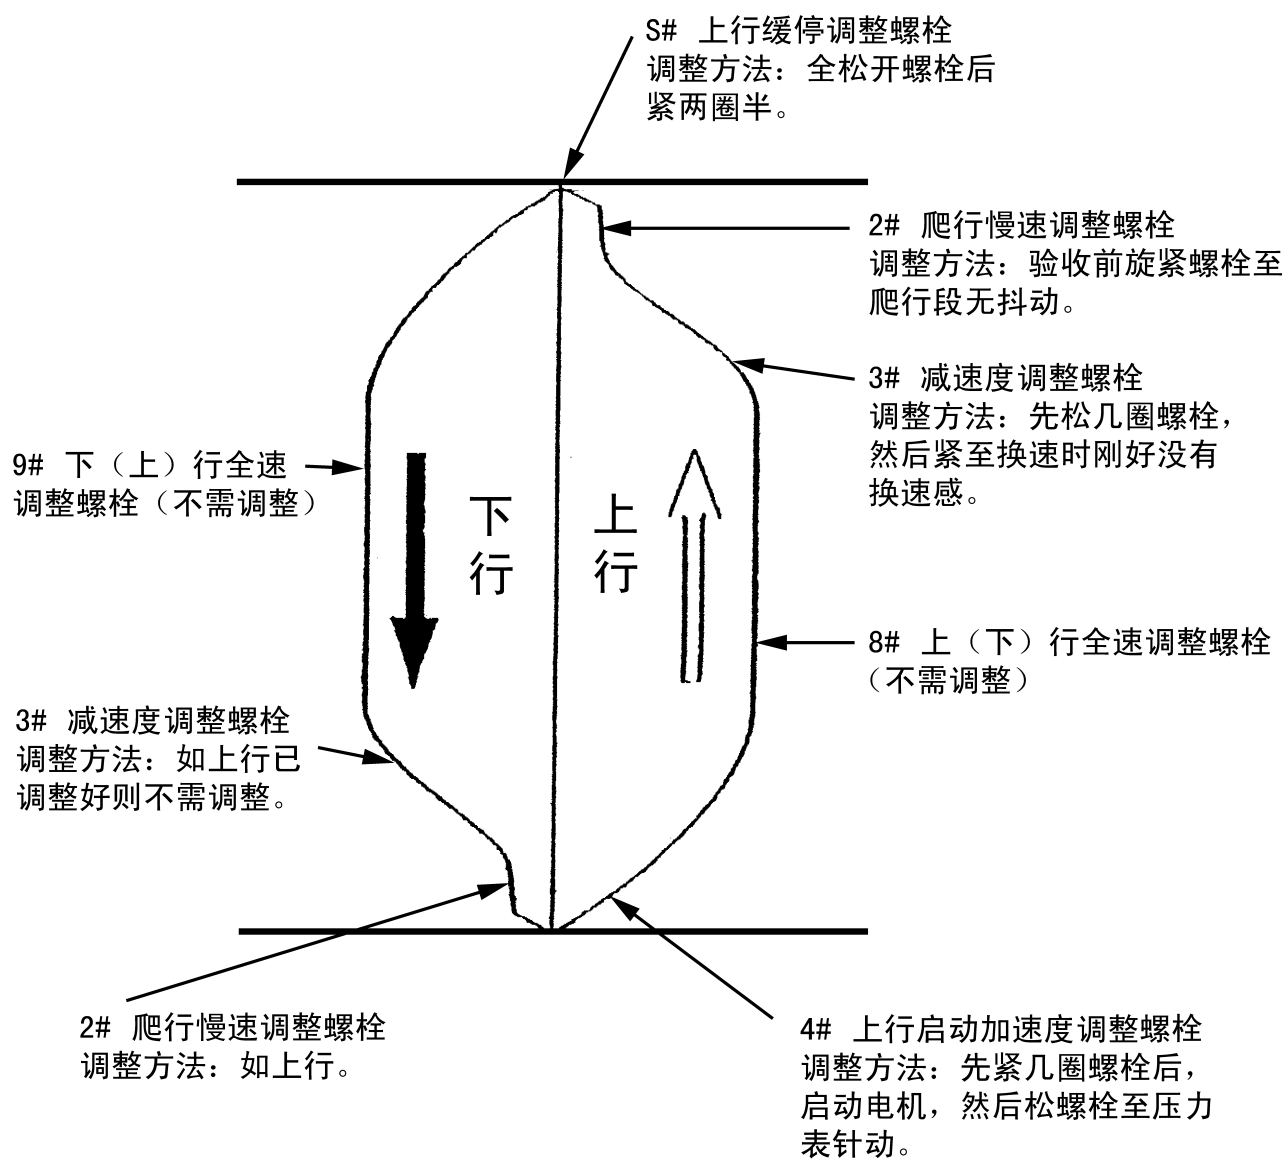 S# 上行缓停调整螺栓
调整方法：全松开螺栓后
紧两圈半。
2# 爬行慢速调整螺栓
调整方法：验收前旋紧螺栓至
爬行段无抖动。
3# 减速度调整螺栓
调整方法：先松几圈螺栓，
然后紧至换速时刚好没有
换速感。
9# 下（上）行全速
调整螺栓（不需调整）
下行
上行
8# 上（下）行全速调整螺栓
（不需调整）
3# 减速度调整螺栓
调整方法：如上行已
调整好则不需调整。
2# 爬行慢速调整螺栓
调整方法：如上行。
4# 上行启动加速度调整螺栓
调整方法：先紧几圈螺栓后，
启动电机，然后松螺栓至压力
表针动。